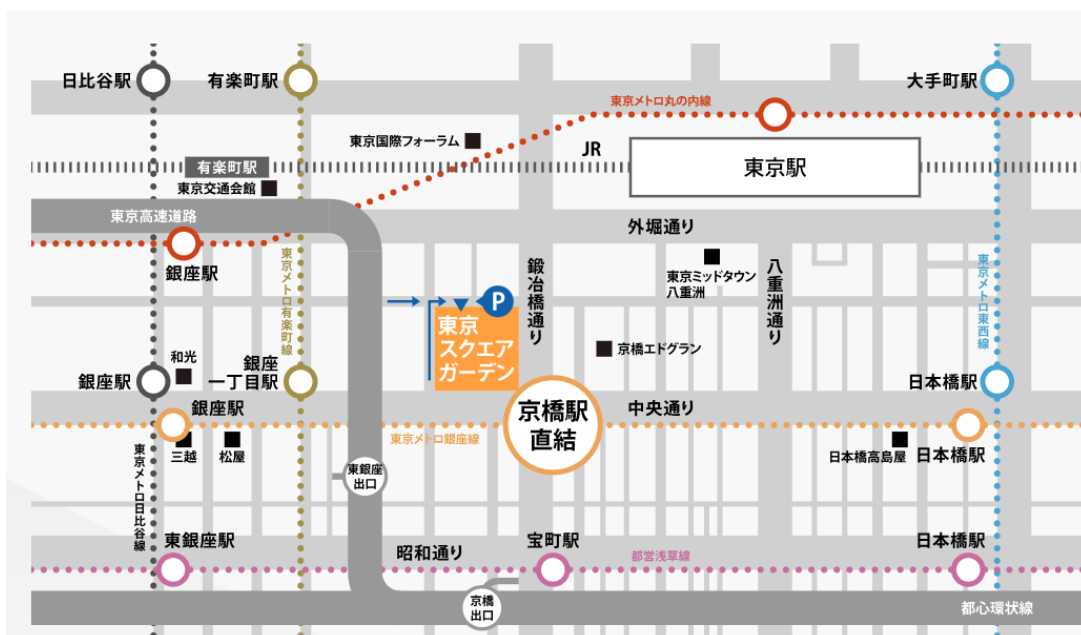 日比谷駅
有楽町駅
大手町駅
東京メトロ丸の内線
東京国際フォーラム
JR
東京駅
有楽町駅
東京交通会館
東京高速道路
外堀通り
銀座駅
東京メトロ有楽町線
鍛冶橋通り
東京ミッドタウン
八重洲
八重洲通り
東京メトロ東西線
P
東京
スクエア
ガーデン
京橋エドグラン
和光
銀座駅
銀座
一丁目駅
日本橋駅
銀座駅
京橋駅
直結
中央通り
東京メトロ銀座線
三越
松屋
日本橋高島屋
日本橋駅
東京メトロ日比谷線
東銀座
出口
東銀座駅
昭和通り
宝町駅
都営浅草線
日本橋駅
京橋
出口
都心環状線